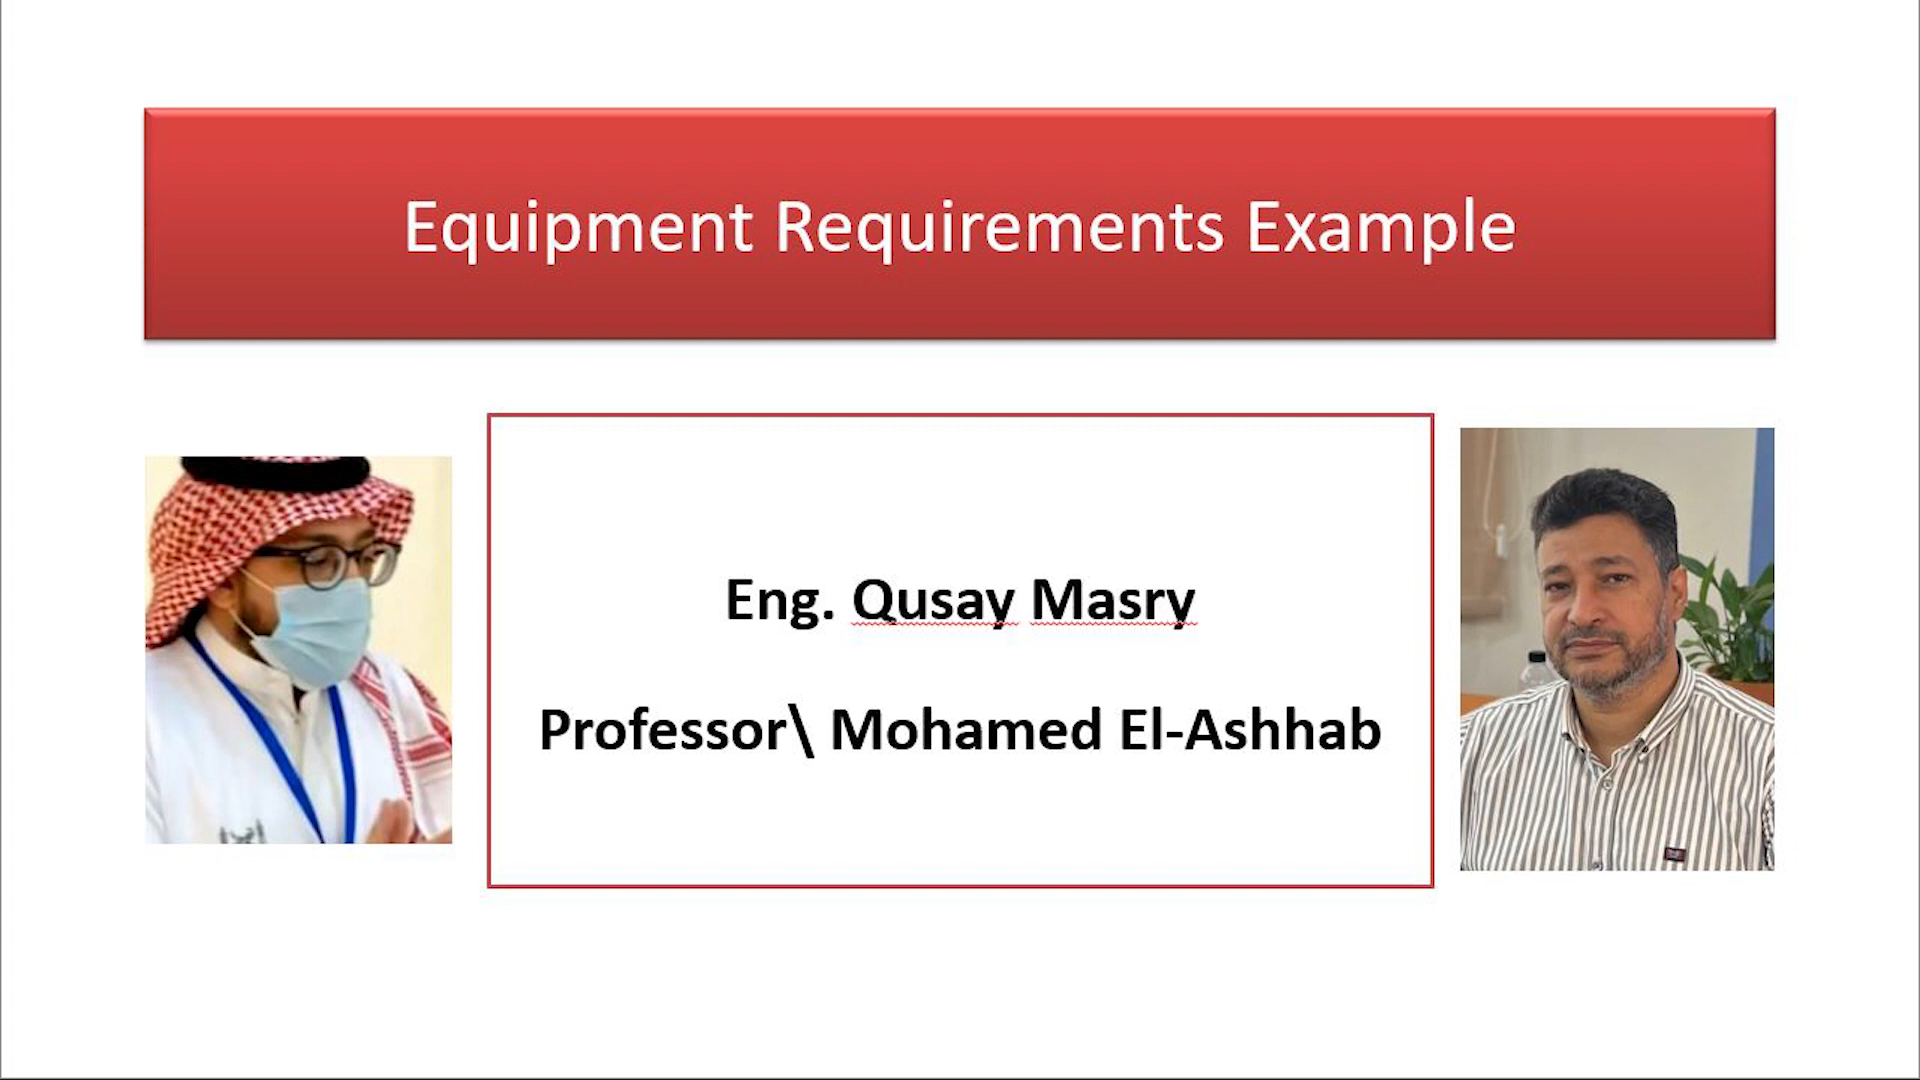 Equipment Requirements Example
Eng. Qusay Masry
Professor\ Mohamed El-Ashhab